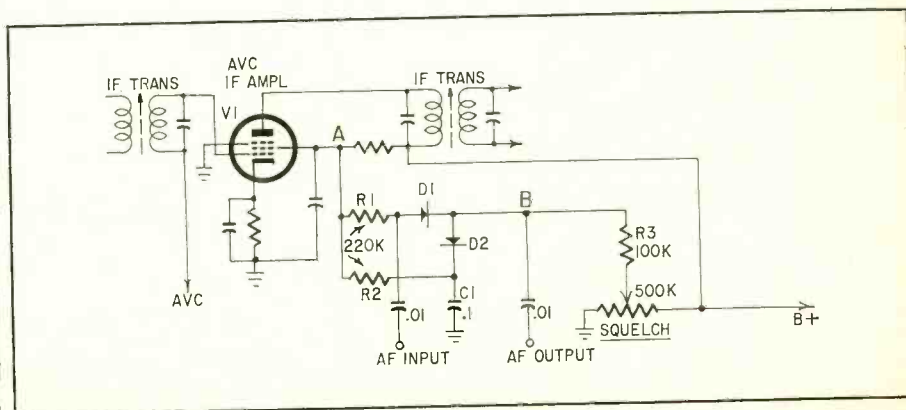 AVC
IF AMPL
IF TRANS
V1
IF TRANS
A
R1
D1
B
220K
D2
R2
R3
100K
C1
.1
500K
SQUELCH
B+
AVC
.01
.01
AF INPUT
AF OUTPUT